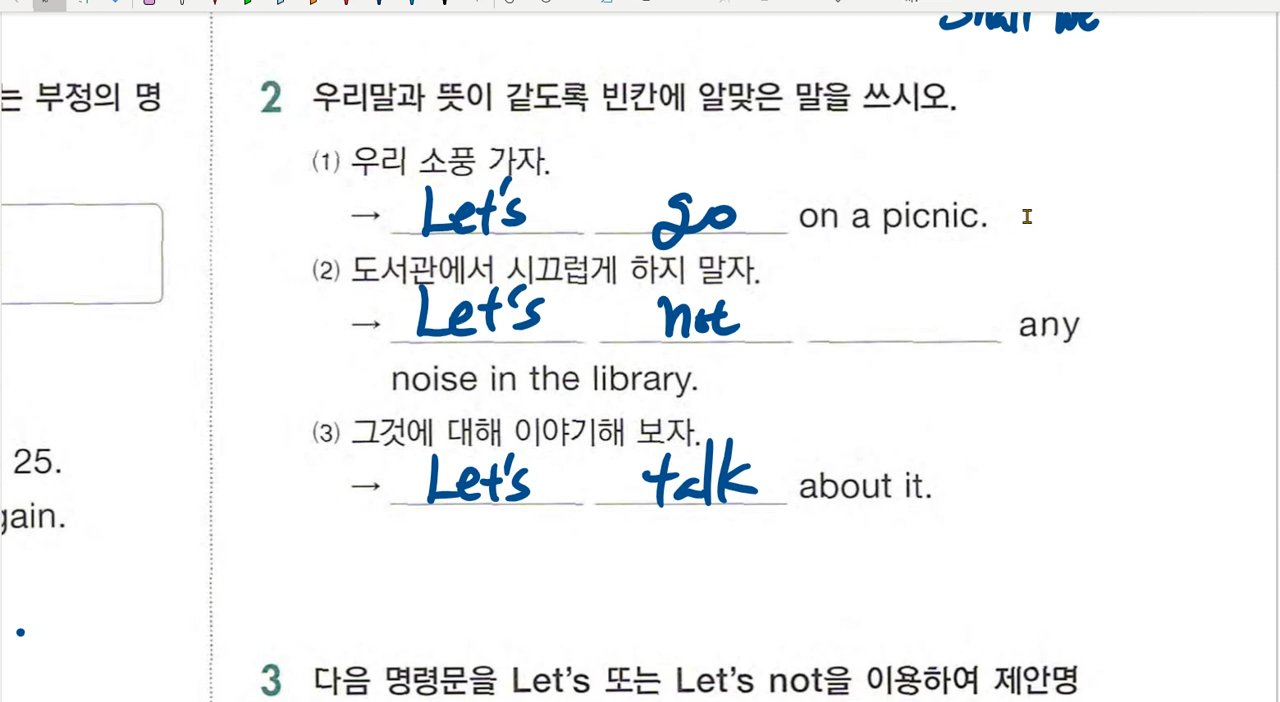 Shall we
는 부정의 명
2 우리말과 뜻이 같도록 빈칸에 알맞은 말을 쓰시오.
(1) 우리 소풍 가자.
→ Let's go on a picnic.
(2) 도서관에서 시끄럽게 하지 말자.
→ Let's not any
noise in the library.
(3) 그것에 대해 이야기해 보자.
→ Let's talk about it.
25.
gain.
3 다음 명령문을 Let's 또는 Let's not을 이용하여 제안명